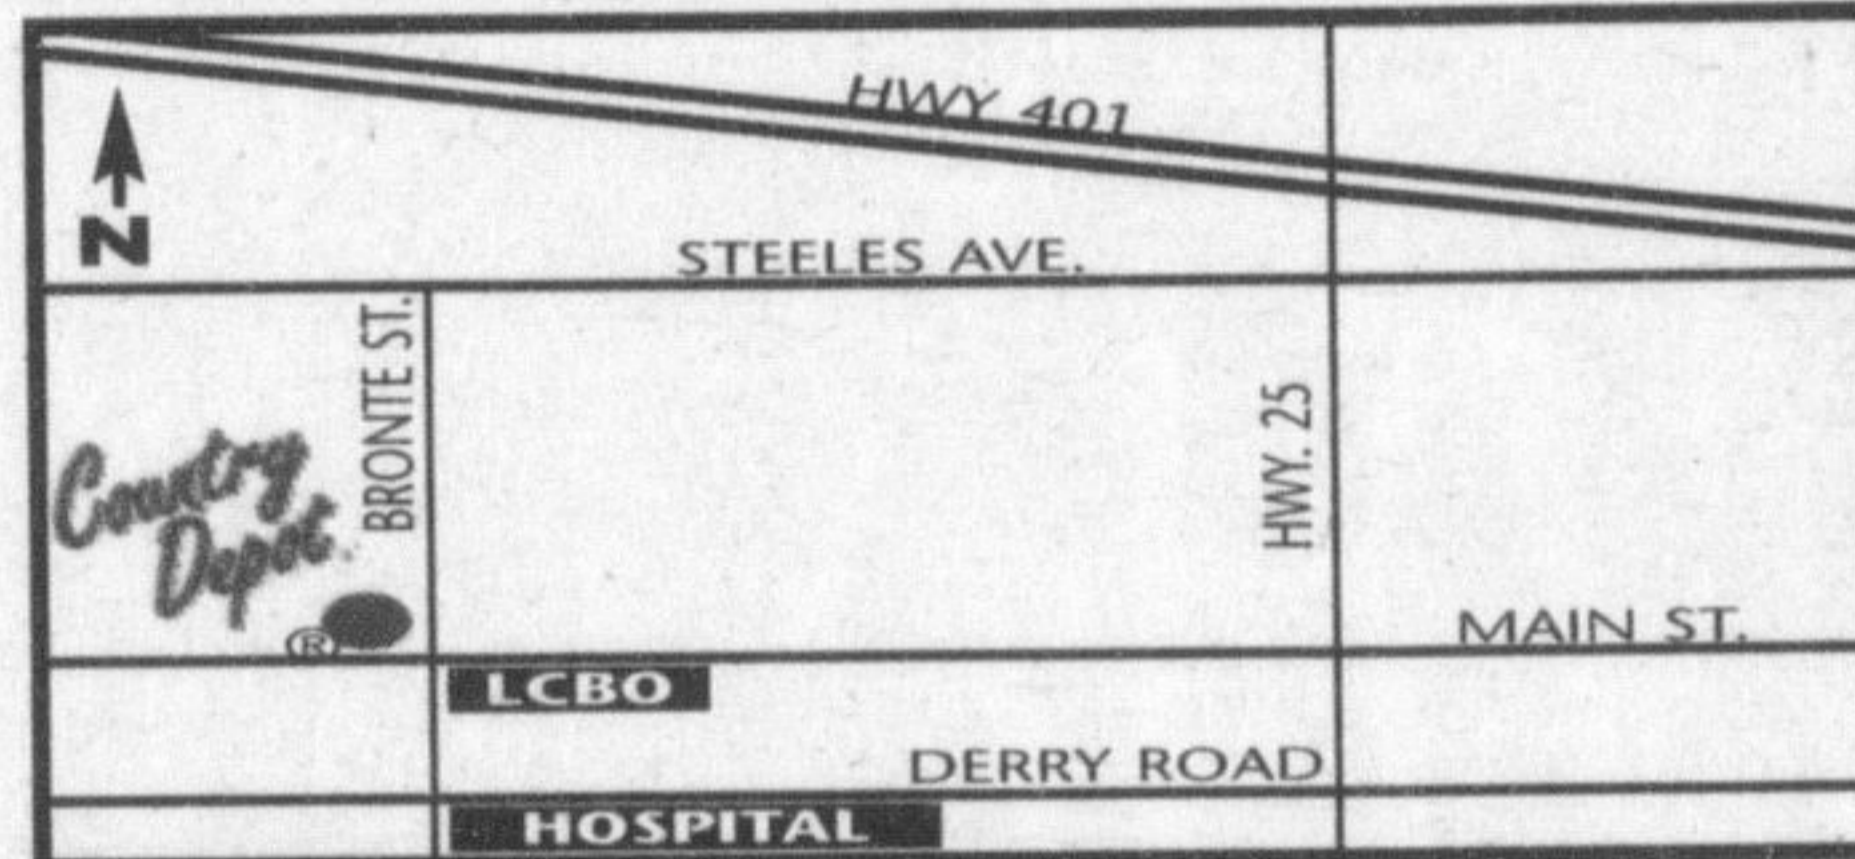 HWY 401
N
STEELES AVE.
BRONTE ST.
HWY. 25
Country
Depot.
®
MAIN ST.
LCBO
DERRY ROAD
HOSPITAL